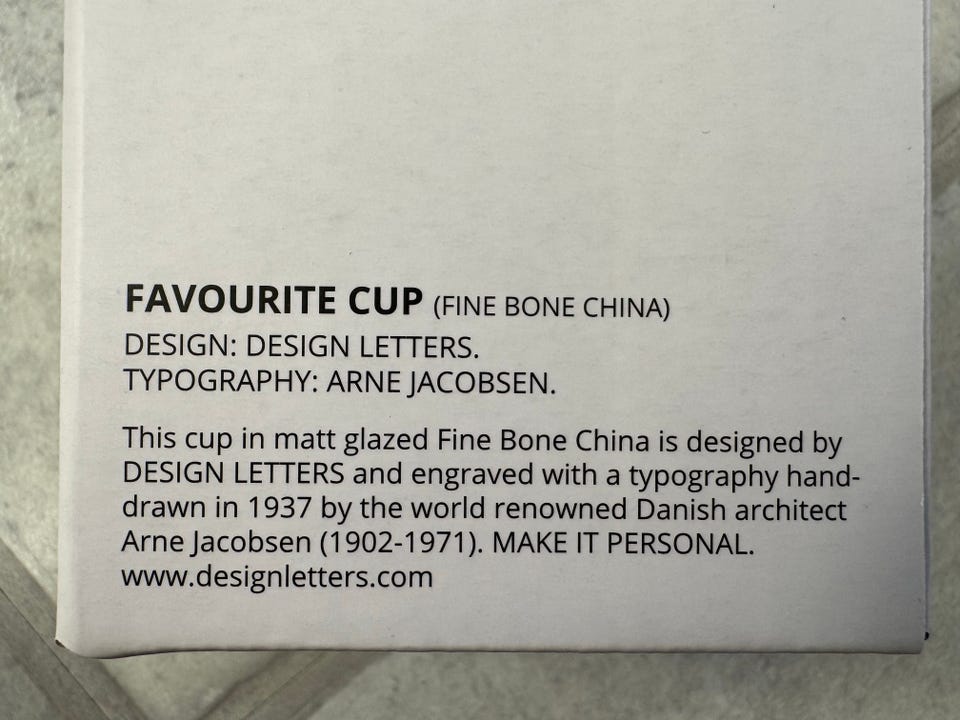 FAVOURITE CUP (FINE BONE CHINA)
DESIGN: DESIGN LETTERS.
TYPOGRAPHY: ARNE JACOBSEN.
This cup in matt glazed Fine Bone China is designed by
DESIGN LETTERS and engraved with a typography hand-
drawn in 1937 by the world renowned Danish architect
Arne Jacobsen (1902-1971). MAKE IT PERSONAL.
www.designletters.com